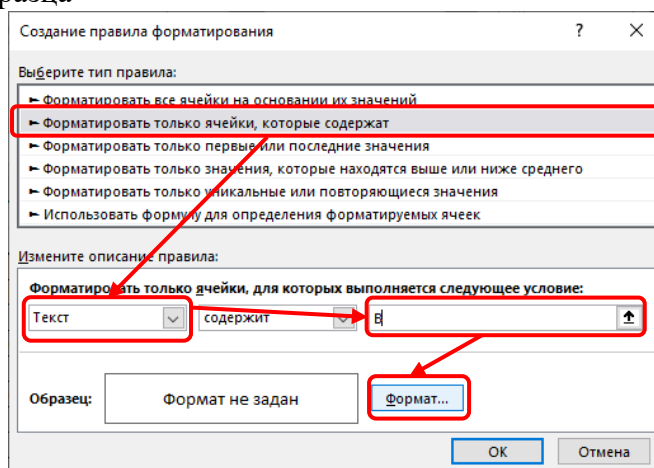 Создание правила форматирования ? ×
Выберите тип правила:
► Форматировать все ячейки на основании их значений
► Форматировать только ячейки, которые содержат
► Форматировать только первые или последние значения
► Форматировать только значения, которые находятся выше или ниже среднего
► Форматировать только уникальные или повторяющиеся значения
► Использовать формулу для определения форматируемых ячеек
Измените описание правила:
Форматировать только ячейки, для которых выполняется следующее условие:
Текст содержит В
Образец: Формат не задан Формат...
ОК Отмена